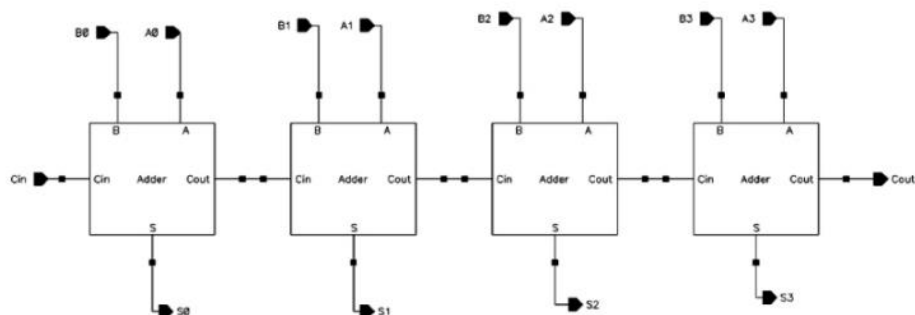 B0 A0 B1 A1 B2 A2 B3 A3
B A B A B A B A
Cin Cin Adder Cout Cin Adder Cout Cin Adder Cout Cin Adder Cout Cout
S S S S
S0 S1 S2 S3